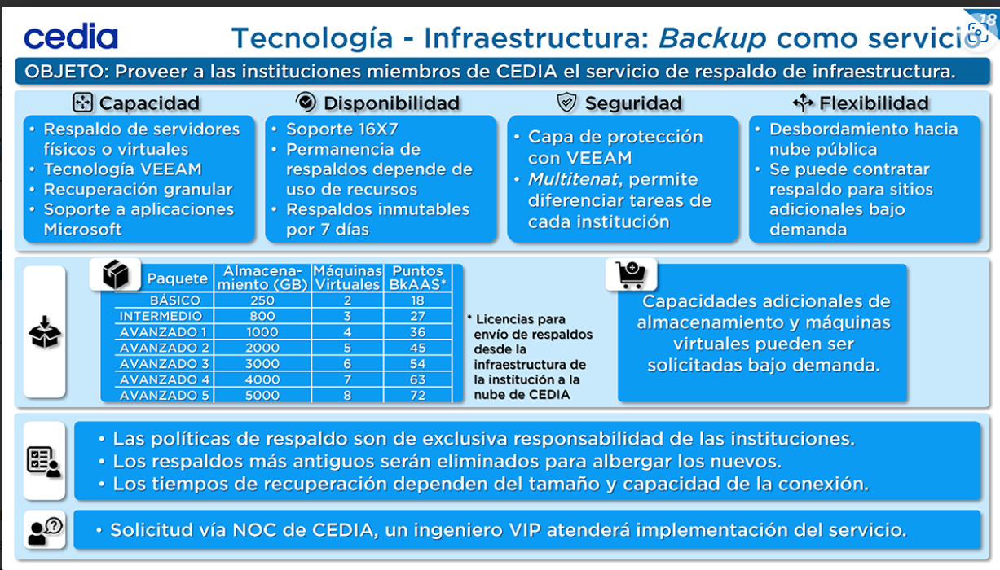 18
cedia
Tecnología - Infraestructura: Backup como servicio
OBJETO: Proveer a las instituciones miembros de CEDIA el servicio de respaldo de infraestructura.
Capacidad
• Respaldo de servidores
físicos o virtuales
• Tecnología VEEAM
• Recuperación granular
• Soporte a aplicaciones
Microsoft
Disponibilidad
• Soporte 16X7
• Permanencia de
respaldos depende de
uso de recursos
• Respaldos inmutables
por 7 días
Seguridad
• Capa de protección
con VEEAM
• Multitenat, permite
diferenciar tareas de
cada institución
Flexibilidad
• Desbordamiento hacia
nube pública
• Se puede contratar
respaldo para sitios
adicionales bajo
demanda
Paquete Almacena-miento (GB) Máquinas Virtuales Puntos BkAAS*
BÁSICO 250 2 18
INTERMEDIO 800 3 27
AVANZADO 1 1000 4 36
AVANZADO 2 2000 5 45
AVANZADO 3 3000 6 54
AVANZADO 4 4000 7 63
AVANZADO 5 5000 8 72
* Licencias para
envío de respaldos
desde la
infraestructura de
la institución a la
nube de CEDIA
Capacidades adicionales de
almacenamiento y máquinas
virtuales pueden ser
solicitadas bajo demanda.
• Las políticas de respaldo son de exclusiva responsabilidad de las instituciones.
• Los respaldos más antiguos serán eliminados para albergar los nuevos.
• Los tiempos de recuperación dependen del tamaño y capacidad de la conexión.
• Solicitud vía NOC de CEDIA, un ingeniero VIP atenderá implementación del servicio.